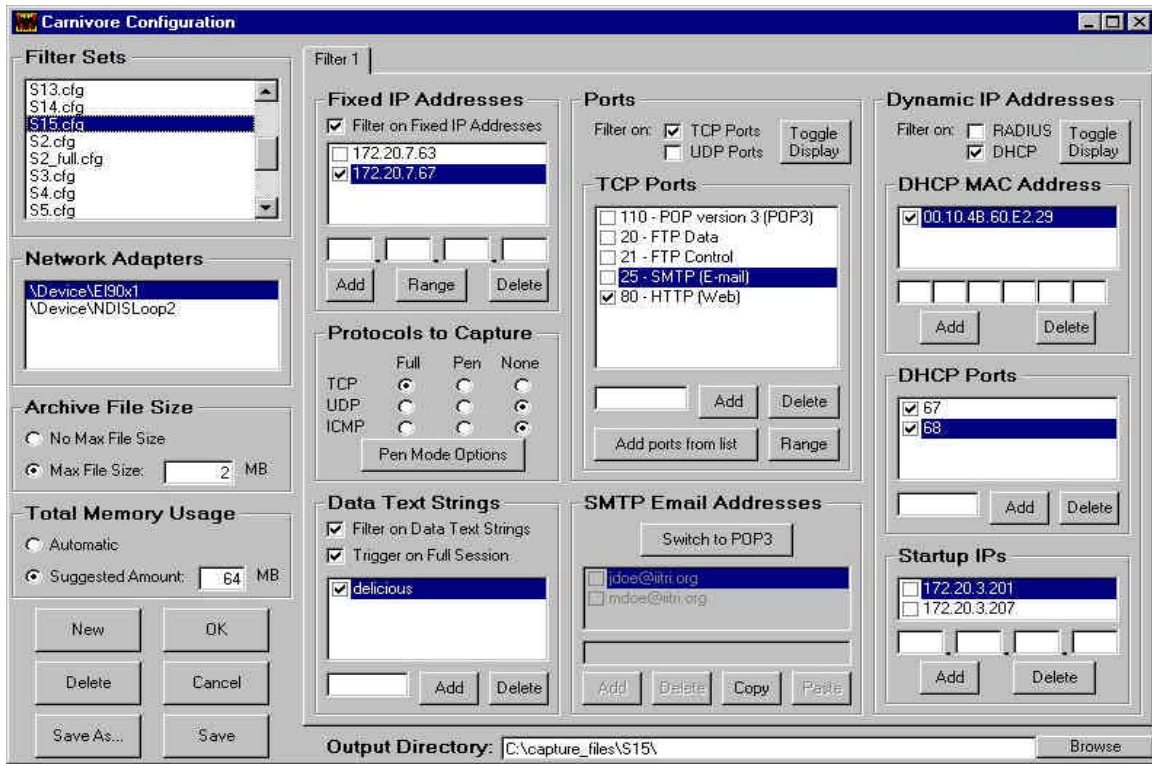 Carnivore Configuration
Filter Sets
S13.cfg
S14.cfg
S15.cfg
S2.cfg
S2_full.cfg
S3.cfg
S4.cfg
S5.cfg
Network Adapters
\Device\El90x1
\Device\NDISLoop2
Archive File Size
No Max File Size
Max File Size: 2 MB
Total Memory Usage
Automatic
Suggested Amount: 64 MB
New OK
Delete Cancel
Save As... Save
Filter 1
Fixed IP Addresses
Filter on Fixed IP Addresses
172.20.7.63
172.20.7.67
. . .
Add Range Delete
Protocols to Capture
Full Pen None
TCP
UDP
ICMP
Pen Mode Options
Data Text Strings
Filter on Data Text Strings
Trigger on Full Session
delicious
Add Delete
Ports
Filter on: TCP Ports
UDP Ports
Toggle
Display
TCP Ports
110 - POP version 3 (POP3)
20 - FTP Data
21 - FTP Control
25 - SMTP (E-mail)
80 - HTTP (Web)
Add Delete
Add ports from list Range
SMTP Email Addresses
Switch to POP3
jdoe@iitri.org
mdoe@iitri.org
Add Delete Copy Paste
Dynamic IP Addresses
Filter on: RADIUS
DHCP
Toggle
Display
DHCP MAC Address
00.10.4B.60.E2.29
Add Delete
DHCP Ports
67
68
Add Delete
Startup IPs
172.20.3.201
172.20.3.207
. . .
Add Delete
Output Directory: C:\capture_files\S15\ Browse